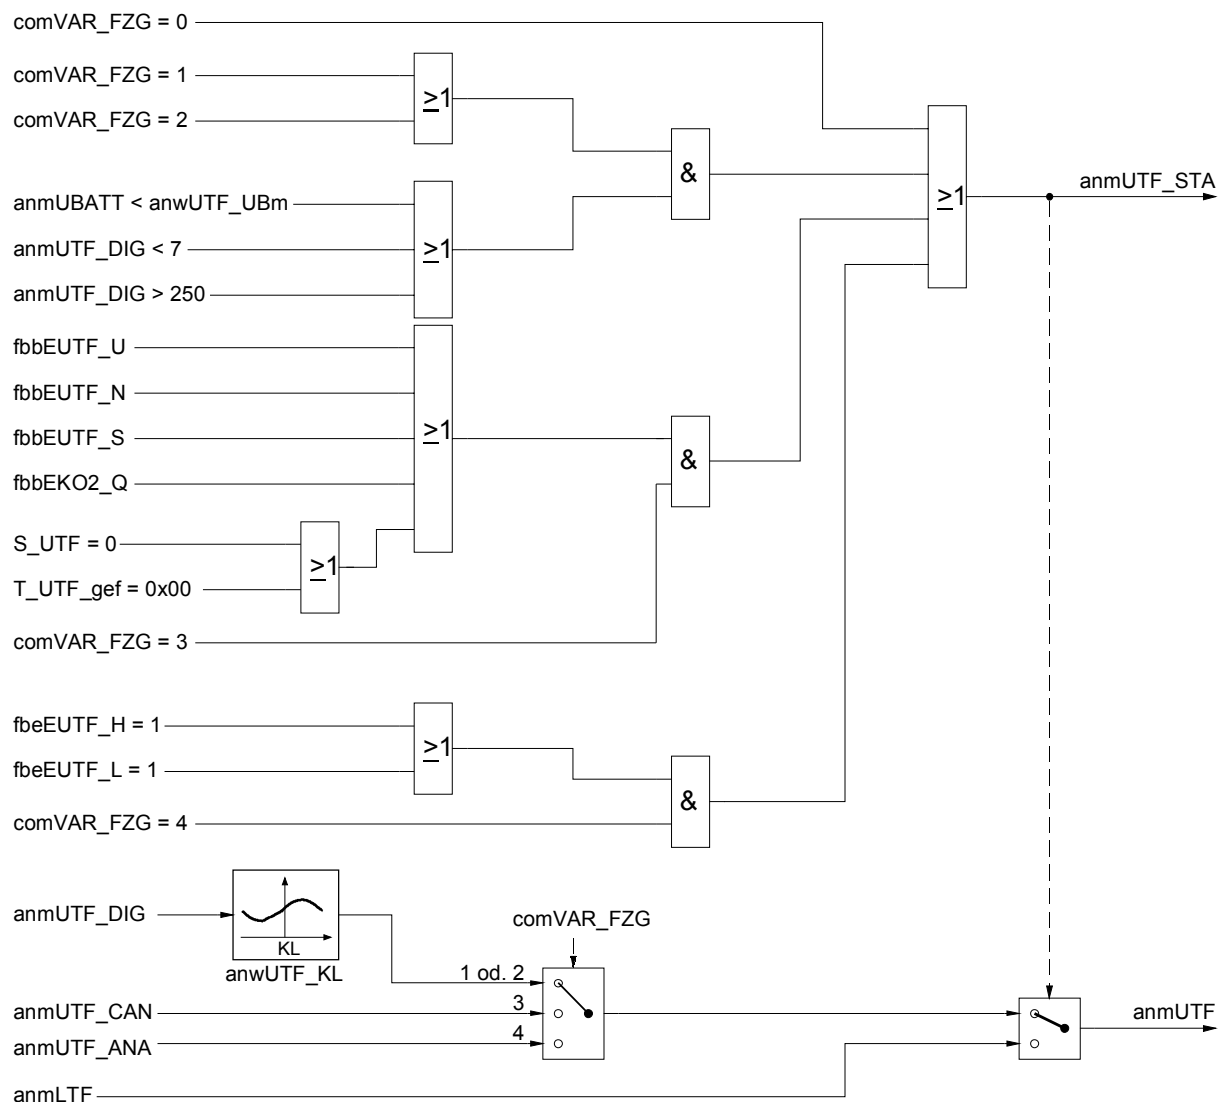 comVAR_FZG = 0
comVAR_FZG = 1
≥1
comVAR_FZG = 2
&
anmUTF_STA
≥1
anmUBATT < anwUTF_UBm
anmUTF_DIG < 7
≥1
anmUTF_DIG > 250
fbbEUTF_U
fbbEUTF_N
fbbEUTF_S
≥1
&
fbbEKO2_Q
S_UTF = 0
≥1
T_UTF_gef = 0x00
comVAR_FZG = 3
fbeEUTF_H = 1
≥1
fbeEUTF_L = 1
&
comVAR_FZG = 4
anmUTF_DIG
KL
anwUTF_KL
comVAR_FZG
1 od. 2
anmUTF_CAN
3
anmUTF
4
anmUTF_ANA
anmLTF